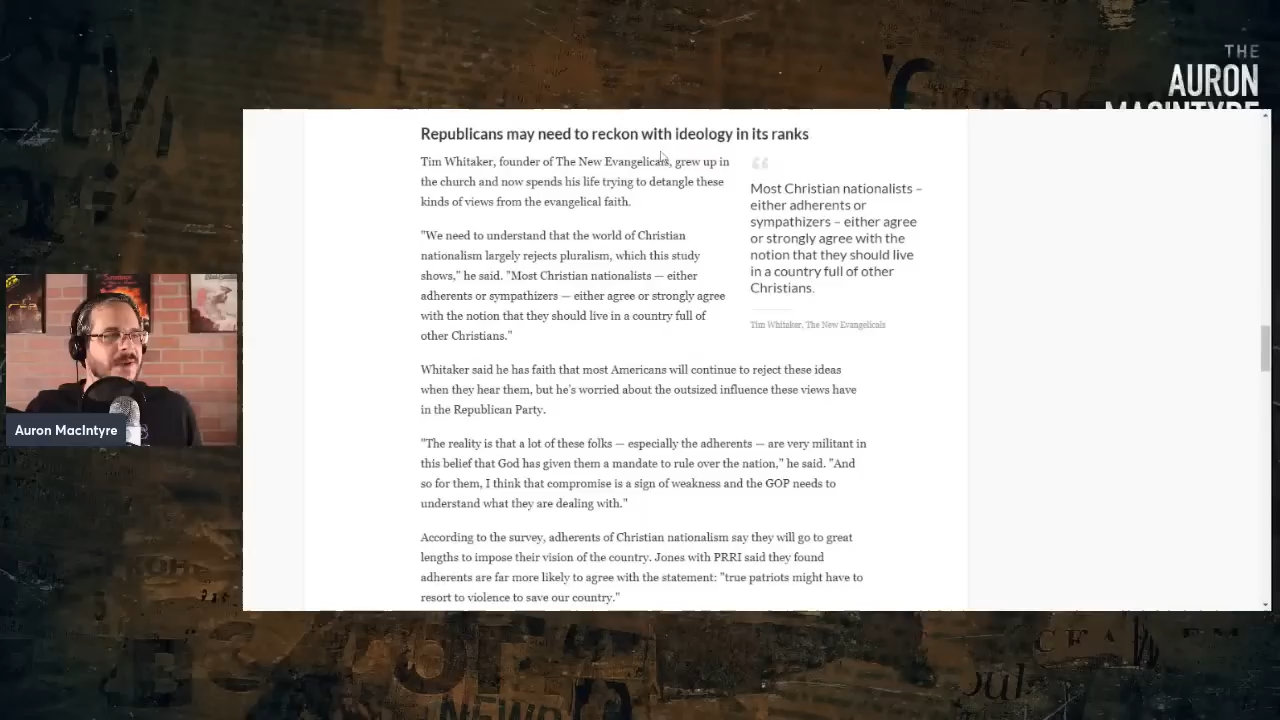 THE
AURON
MACINTYRE
Republicans may need to reckon with ideology in its ranks
Tim Whitaker, founder of The New Evangelicals, grew up in
the church and now spends his life trying to detangle these
kinds of views from the evangelical faith.
"We need to understand that the world of Christian
nationalism largely rejects pluralism, which this study
shows," he said. "Most Christian nationalists — either
adherents or sympathizers — either agree or strongly agree
with the notion that they should live in a country full of
other Christians."
“
Most Christian nationalists –
either adherents or
sympathizers – either agree
or strongly agree with the
notion that they should live
in a country full of other
Christians.
Tim Whitaker, The New Evangelicals
Whitaker said he has faith that most Americans will continue to reject these ideas
when they hear them, but he's worried about the outsized influence these views have
in the Republican Party.
"The reality is that a lot of these folks — especially the adherents — are very militant in
this belief that God has given them a mandate to rule over the nation," he said. "And
so for them, I think that compromise is a sign of weakness and the GOP needs to
understand what they are dealing with."
According to the survey, adherents of Christian nationalism say they will go to great
lengths to impose their vision of the country. Jones with PRRI said they found
adherents are far more likely to agree with the statement: "true patriots might have to
resort to violence to save our country."
Auron MacIntyre